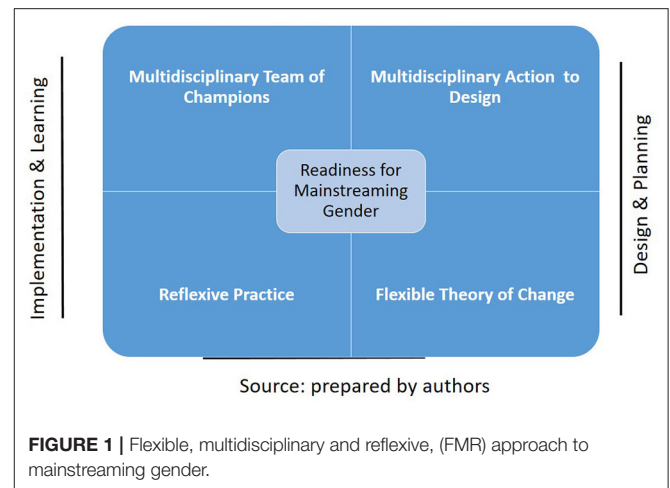 Implementation & Learning
Multidisciplinary Team of
Champions
Multidisciplinary Action to
Design
Readiness for
Mainstreaming
Gender
Reflexive Practice
Flexible Theory of Change
Design & Planning
Source: prepared by authors
FIGURE 1 | Flexible, multidisciplinary and reflexive, (FMR) approach to
mainstreaming gender.